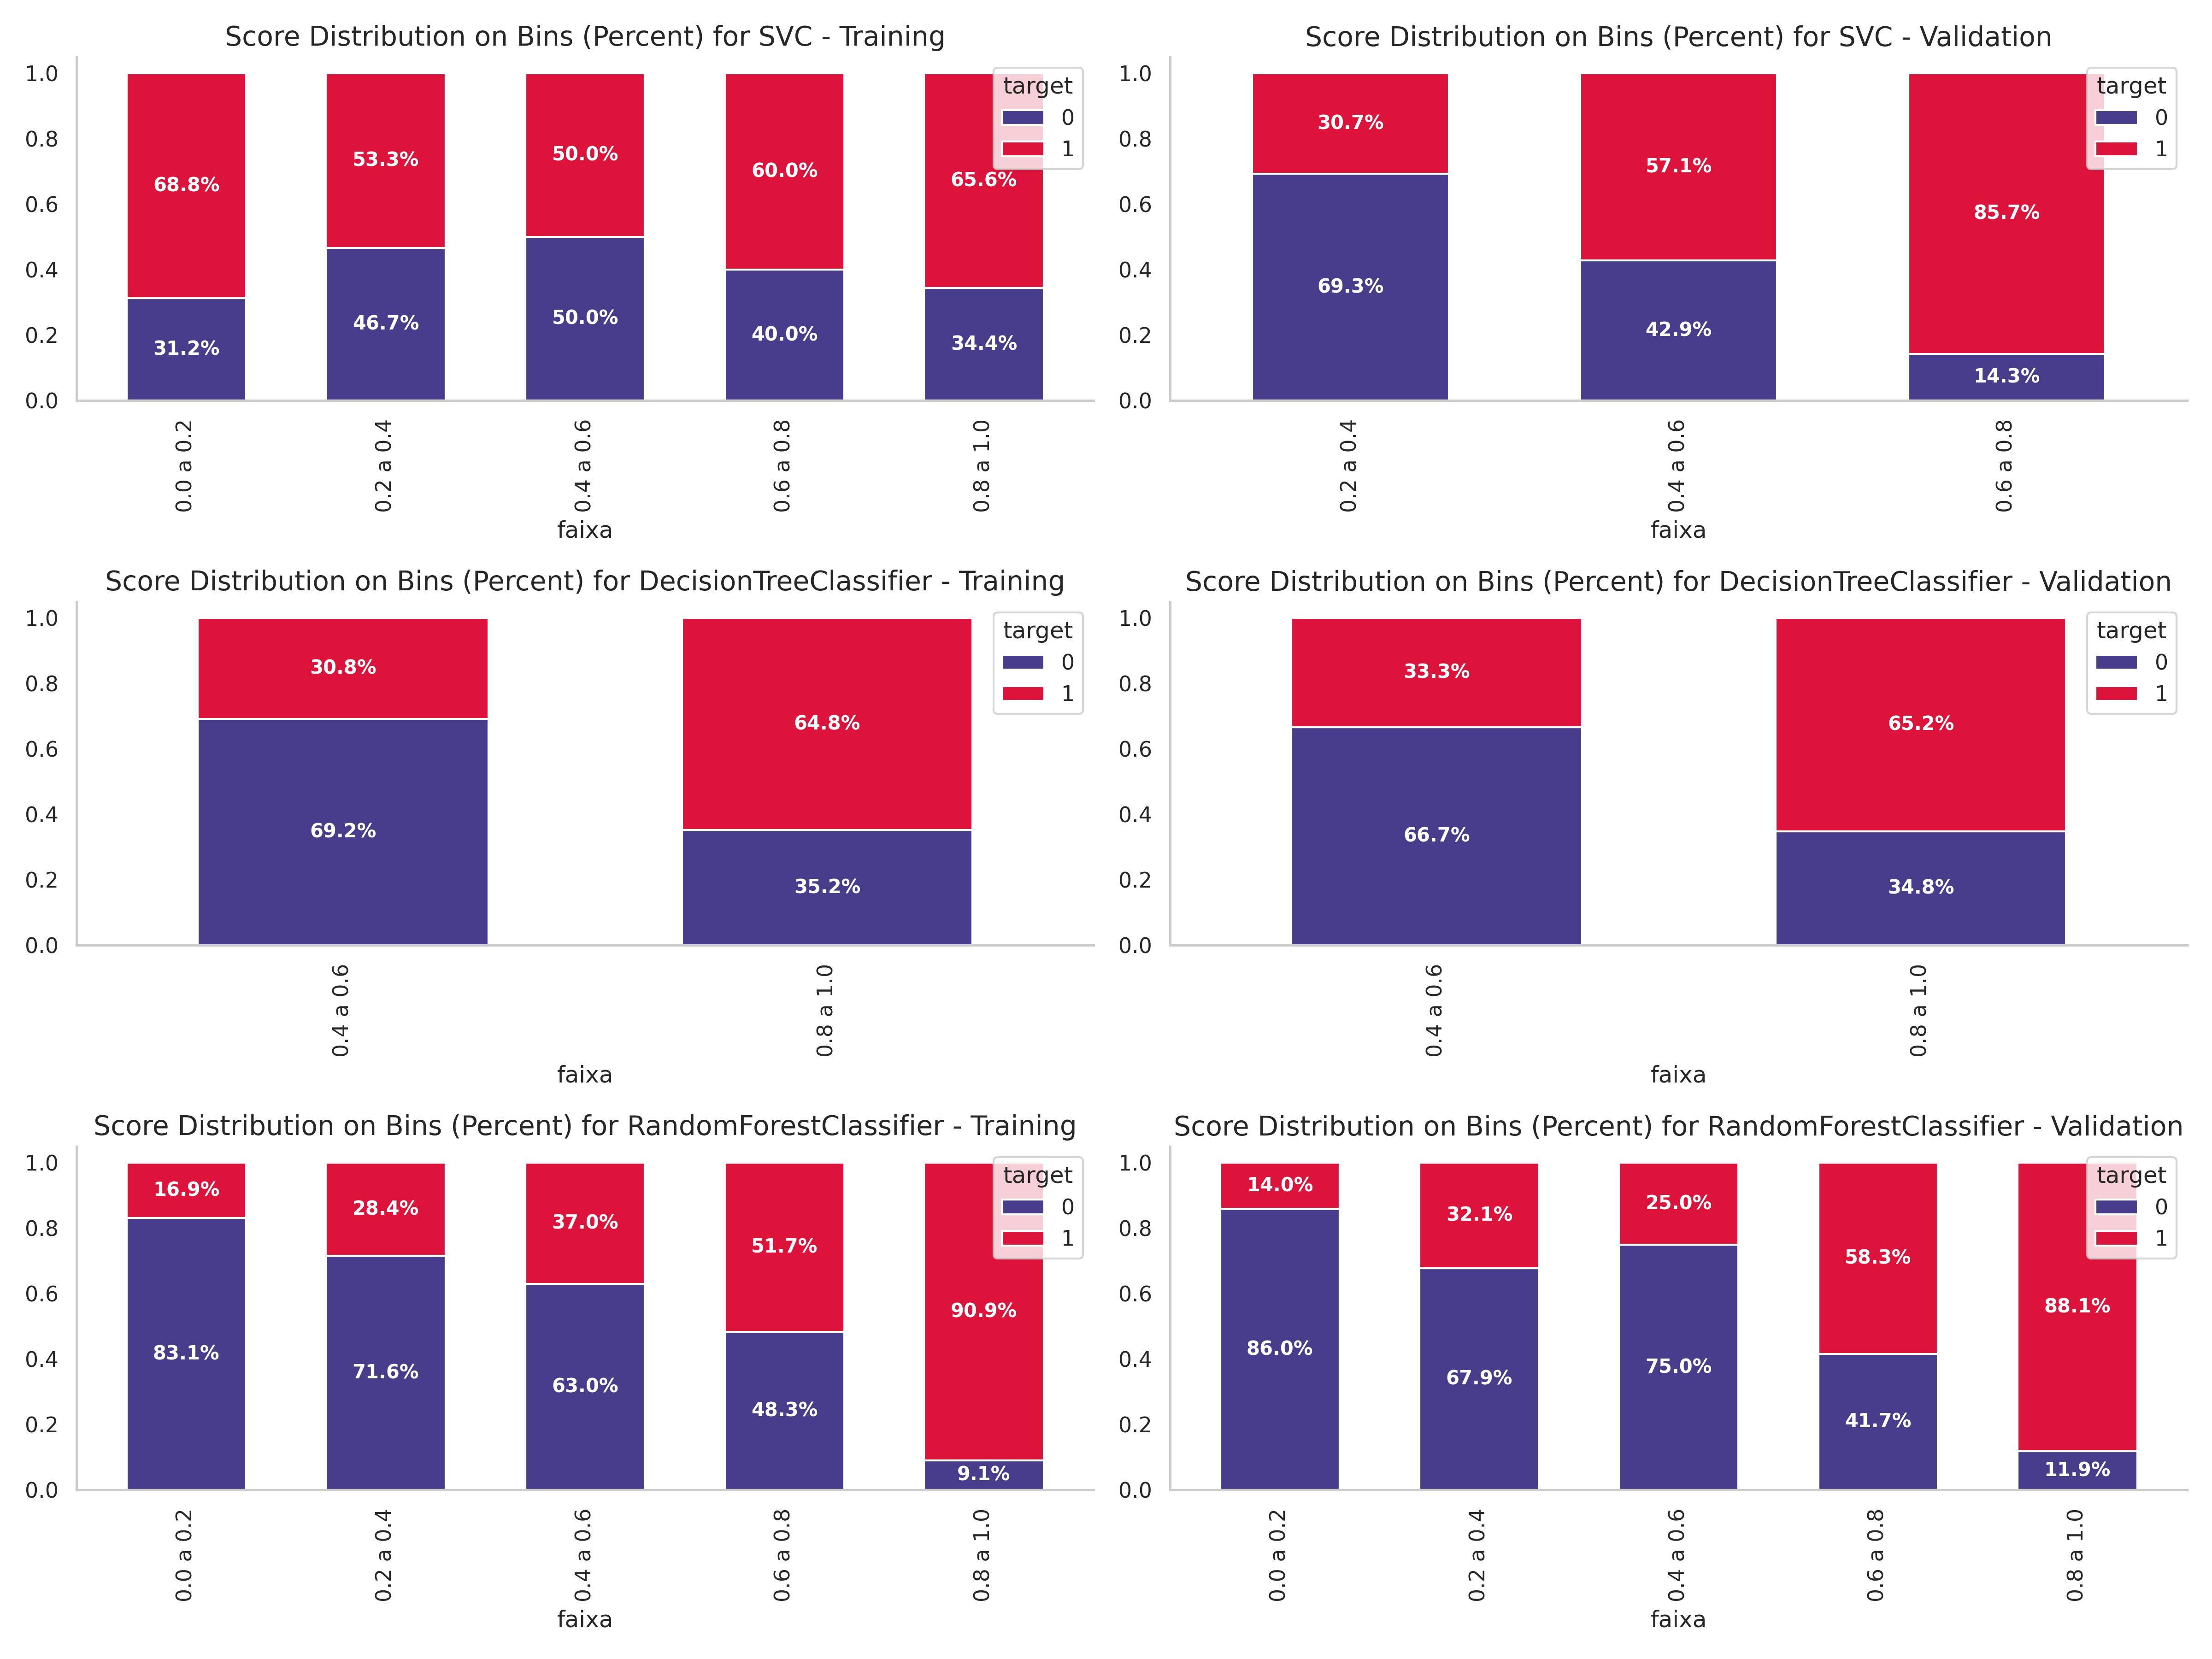 Score Distribution on Bins (Percent) for SVC - Training
1.0
0.8
0.6
0.4
0.2
0.0
68.8%
53.3%
50.0%
60.0%
65.6%
31.2%
46.7%
50.0%
40.0%
34.4%
target
0
1
0.0 a 0.2
0.2 a 0.4
0.4 a 0.6
0.6 a 0.8
0.8 a 1.0
faixa
Score Distribution on Bins (Percent) for SVC - Validation
1.0
0.8
0.6
0.4
0.2
0.0
30.7%
57.1%
85.7%
69.3%
42.9%
14.3%
target
0
1
0.2 a 0.4
0.4 a 0.6
0.6 a 0.8
faixa
Score Distribution on Bins (Percent) for DecisionTreeClassifier - Training
1.0
0.8
0.6
0.4
0.2
0.0
30.8%
64.8%
69.2%
35.2%
target
0
1
0.4 a 0.6
0.8 a 1.0
faixa
Score Distribution on Bins (Percent) for DecisionTreeClassifier - Validation
1.0
0.8
0.6
0.4
0.2
0.0
33.3%
65.2%
66.7%
34.8%
target
0
1
0.4 a 0.6
0.8 a 1.0
faixa
Score Distribution on Bins (Percent) for RandomForestClassifier - Training
1.0
0.8
0.6
0.4
0.2
0.0
16.9%
28.4%
37.0%
51.7%
90.9%
83.1%
71.6%
63.0%
48.3%
9.1%
target
0
1
0.0 a 0.2
0.2 a 0.4
0.4 a 0.6
0.6 a 0.8
0.8 a 1.0
faixa
Score Distribution on Bins (Percent) for RandomForestClassifier - Validation
1.0
0.8
0.6
0.4
0.2
0.0
14.0%
32.1%
25.0%
58.3%
88.1%
86.0%
67.9%
75.0%
41.7%
11.9%
target
0
1
0.0 a 0.2
0.2 a 0.4
0.4 a 0.6
0.6 a 0.8
0.8 a 1.0
faixa